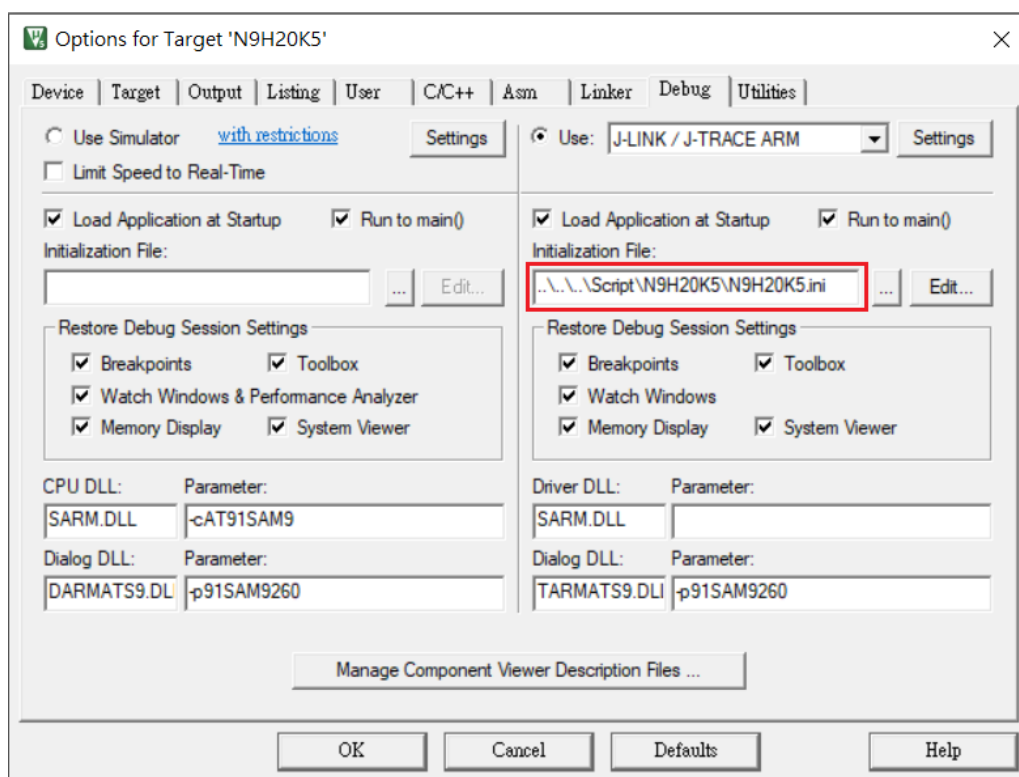 Options for Target 'N9H20K5'
Device Target Output Listing User C/C++ Asm Linker Debug Utilities
Use Simulator with restrictions Settings
Limit Speed to Real-Time
Use: J-LINK / J-TRACE ARM Settings
Load Application at Startup Run to main()
Initialization File:
... Edit...
Restore Debug Session Settings
Breakpoints Toolbox
Watch Windows & Performance Analyzer
Memory Display System Viewer
CPU DLL: Parameter:
SARM.DLL -cAT91SAM9
Dialog DLL: Parameter:
DARMATS9.DLL -p91SAM9260
Load Application at Startup Run to main()
Initialization File:
..\..\..\Script\N9H20K5\N9H20K5.ini ... Edit...
Restore Debug Session Settings
Breakpoints Toolbox
Watch Windows
Memory Display System Viewer
Driver DLL: Parameter:
SARM.DLL
Dialog DLL: Parameter:
TARMATS9.DLL -p91SAM9260
Manage Component Viewer Description Files ...
OK Cancel Defaults Help